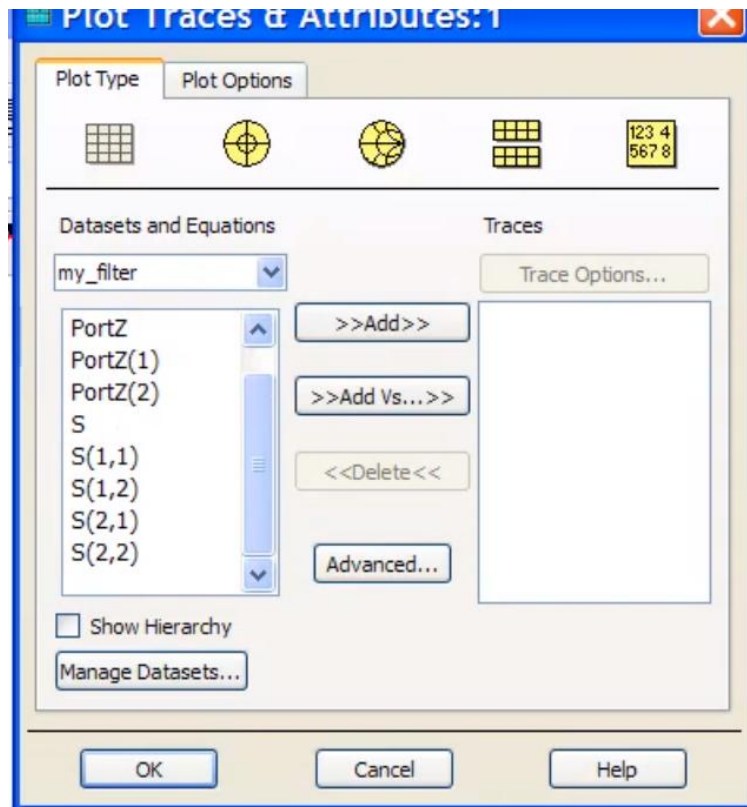 Plot Traces & Attributes:1
Plot Type
Plot Options
123 4
567 8
Datasets and Equations
Traces
my_filter
Trace Options...
PortZ
PortZ(1)
PortZ(2)
S
S(1,1)
S(1,2)
S(2,1)
S(2,2)
>>Add>>
>>Add Vs...>>
<<Delete<<
Advanced...
Show Hierarchy
Manage Datasets...
OK
Cancel
Help